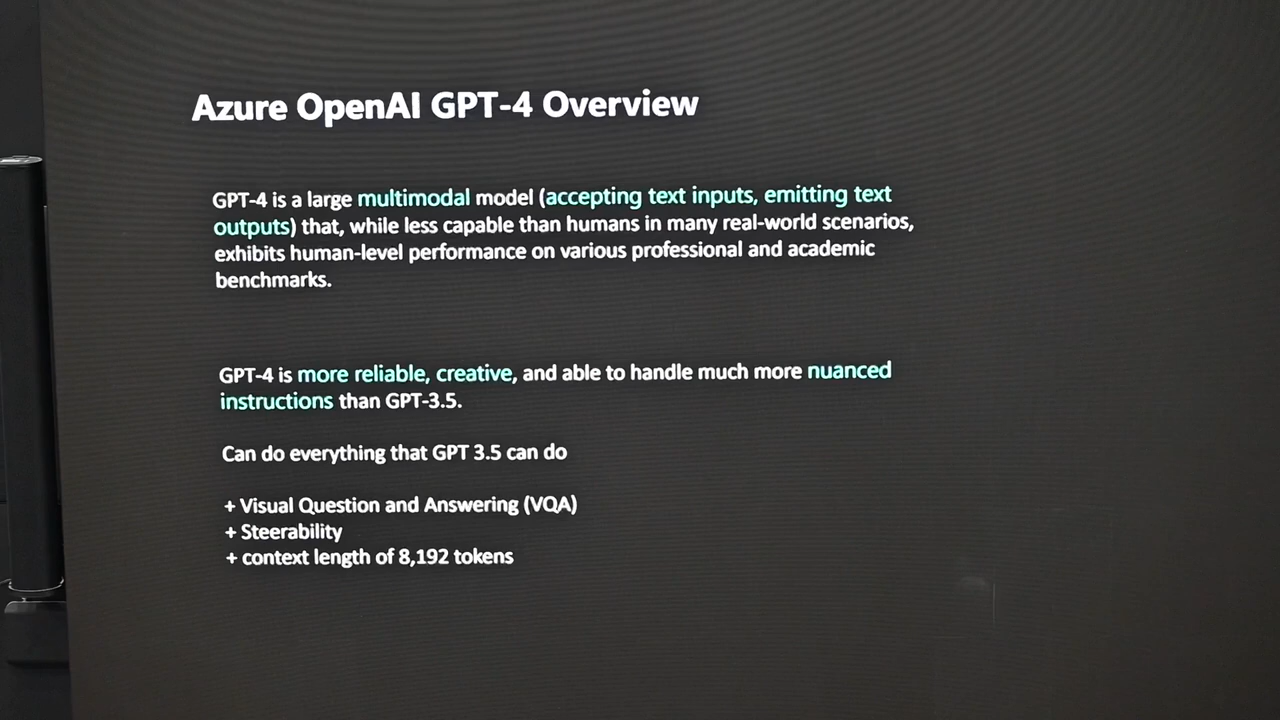 Azure OpenAI GPT-4 Overview
GPT-4 is a large multimodal model (accepting text inputs, emitting text
outputs) that, while less capable than humans in many real-world scenarios,
exhibits human-level performance on various professional and academic
benchmarks.
GPT-4 is more reliable, creative, and able to handle much more nuanced
instructions than GPT-3.5.
Can do everything that GPT 3.5 can do
+ Visual Question and Answering (VQA)
+ Steerability
+ context length of 8,192 tokens